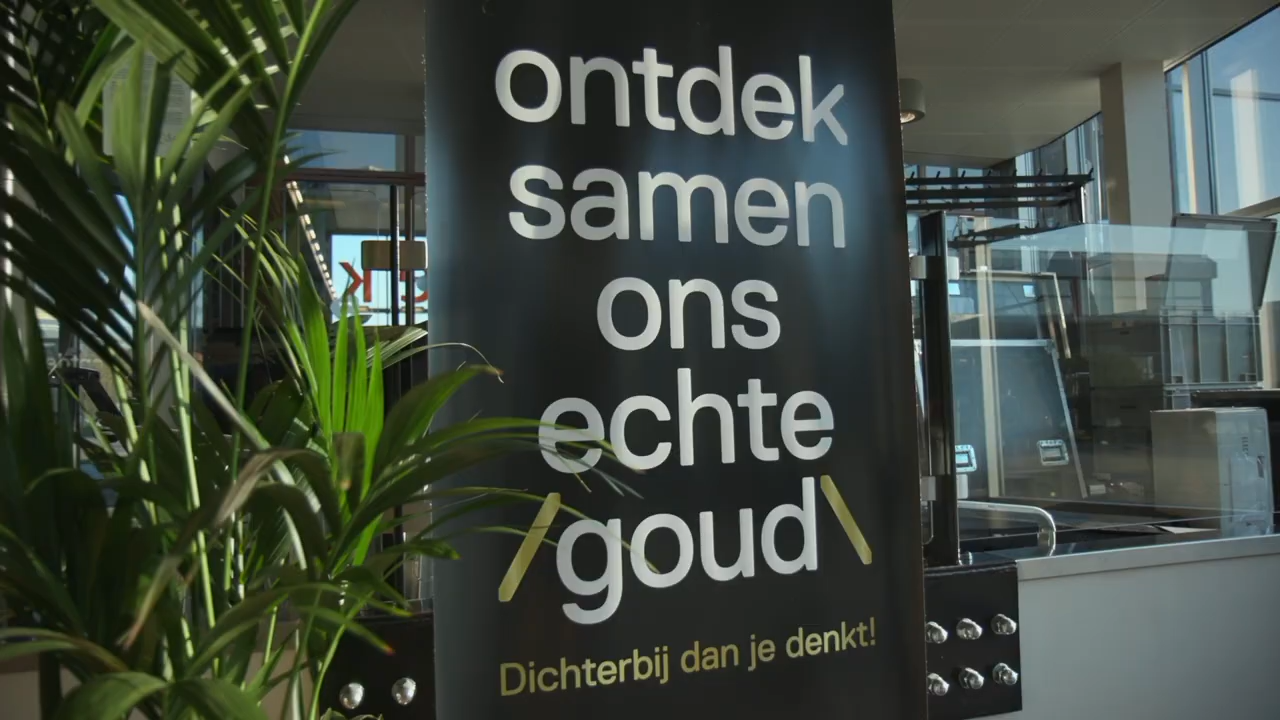 ontdek
samen
ons
echte
/goud\
Dichterbij dan je denkt!